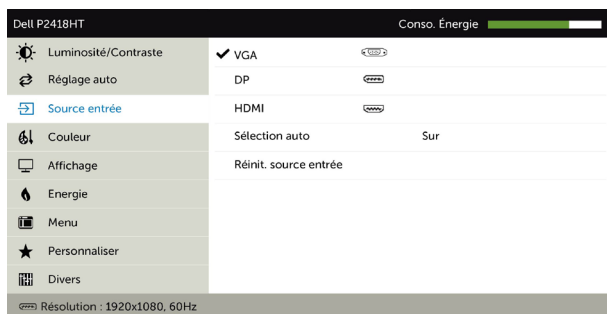 Dell P2418HT
Conso. Énergie
Luminosité/Contraste
Réglage auto
Source entrée
Couleur
Affichage
Energie
Menu
Personnaliser
Divers
VGA
DP
HDMI
Sélection auto Sur
Réinit. source entrée
Résolution : 1920x1080, 60Hz